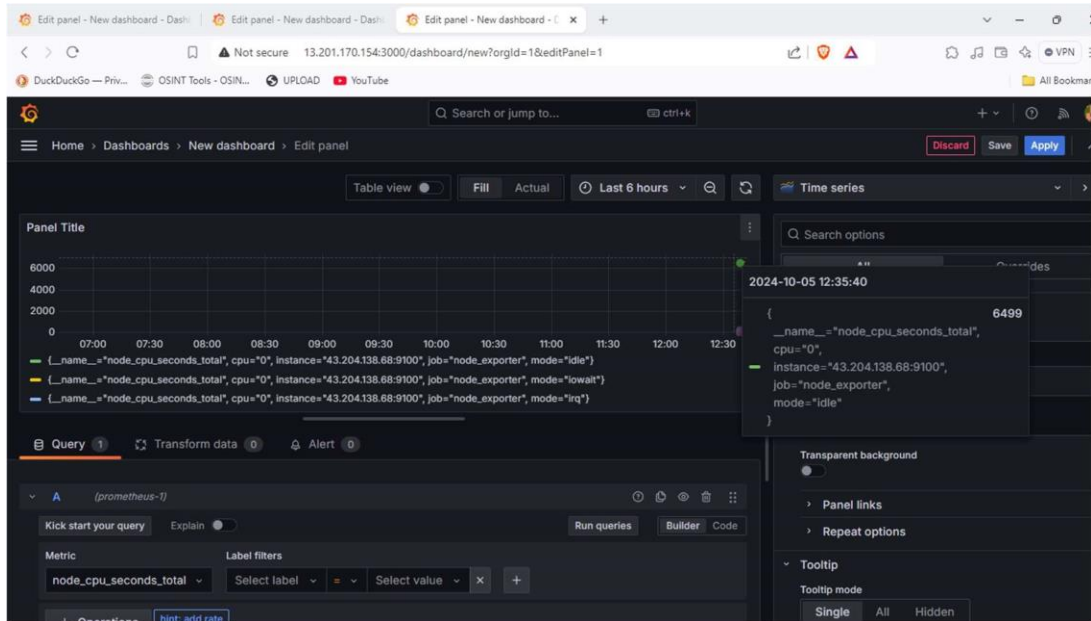 Edit panel - New dashboard - Dash
Edit panel - New dashboard - Dash
Edit panel - New dashboard -
Not secure 13.201.170.154:3000/dashboard/new?orgId=1&editPanel=1
VPN
DuckDuckGo — Priv...
OSINT Tools - OSIN...
UPLOAD
YouTube
All Bookmar
Search or jump to...
ctrl+k
Home > Dashboards > New dashboard > Edit panel
Discard
Save
Apply
Table view
Fill
Actual
Last 6 hours
Time series
Panel Title
Search options
All
Overrides
6000
4000
2000
0
07:00 07:30 08:00 08:30 09:00 09:30 10:00 10:30 11:00 11:30 12:00 12:30
{__name__="node_cpu_seconds_total", cpu="0", instance="43.204.138.68:9100", job="node_exporter", mode="idle"}
{__name__="node_cpu_seconds_total", cpu="0", instance="43.204.138.68:9100", job="node_exporter", mode="iowait"}
{__name__="node_cpu_seconds_total", cpu="0", instance="43.204.138.68:9100", job="node_exporter", mode="irq"}
2024-10-05 12:35:40
{ 6499
__name__="node_cpu_seconds_total",
cpu="0",
instance="43.204.138.68:9100",
job="node_exporter",
mode="idle"
}
Query 1
Transform data 0
Alert 0
Transparent background
Panel links
Repeat options
Tooltip
Tooltip mode
Single
All
Hidden
A (prometheus-1)
Kick start your query
Explain
Run queries
Builder
Code
Metric
Label filters
node_cpu_seconds_total
Select label
=
Select value
+ Operations
hint: add rate